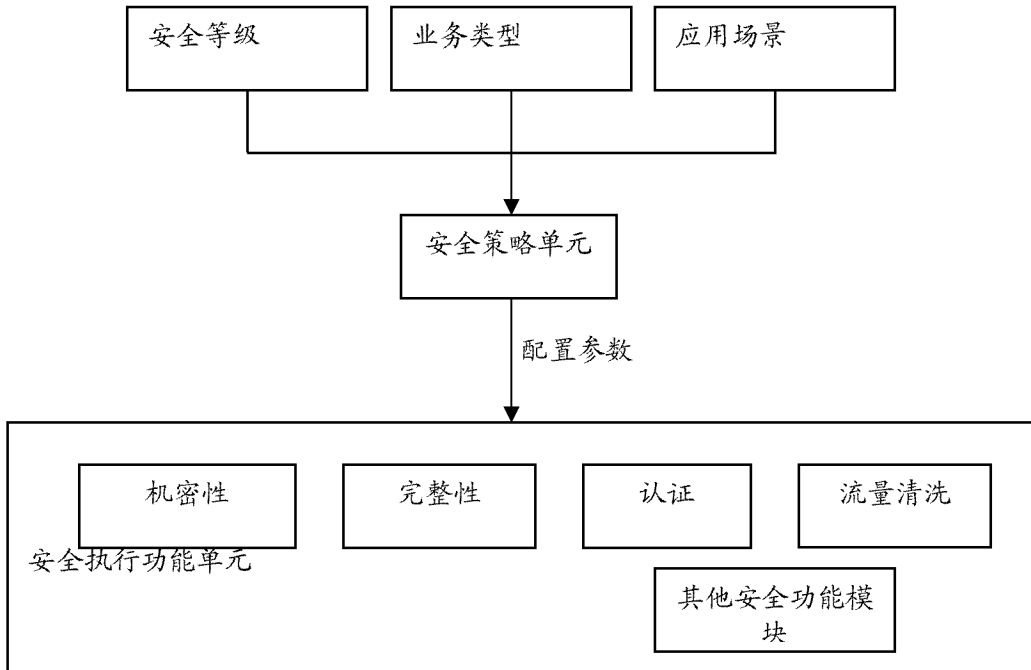 安全等级
业务类型
应用场景
安全策略单元
配置参数
机密性
完整性
认证
流量清洗
安全执行功能单元
其他安全功能模
块